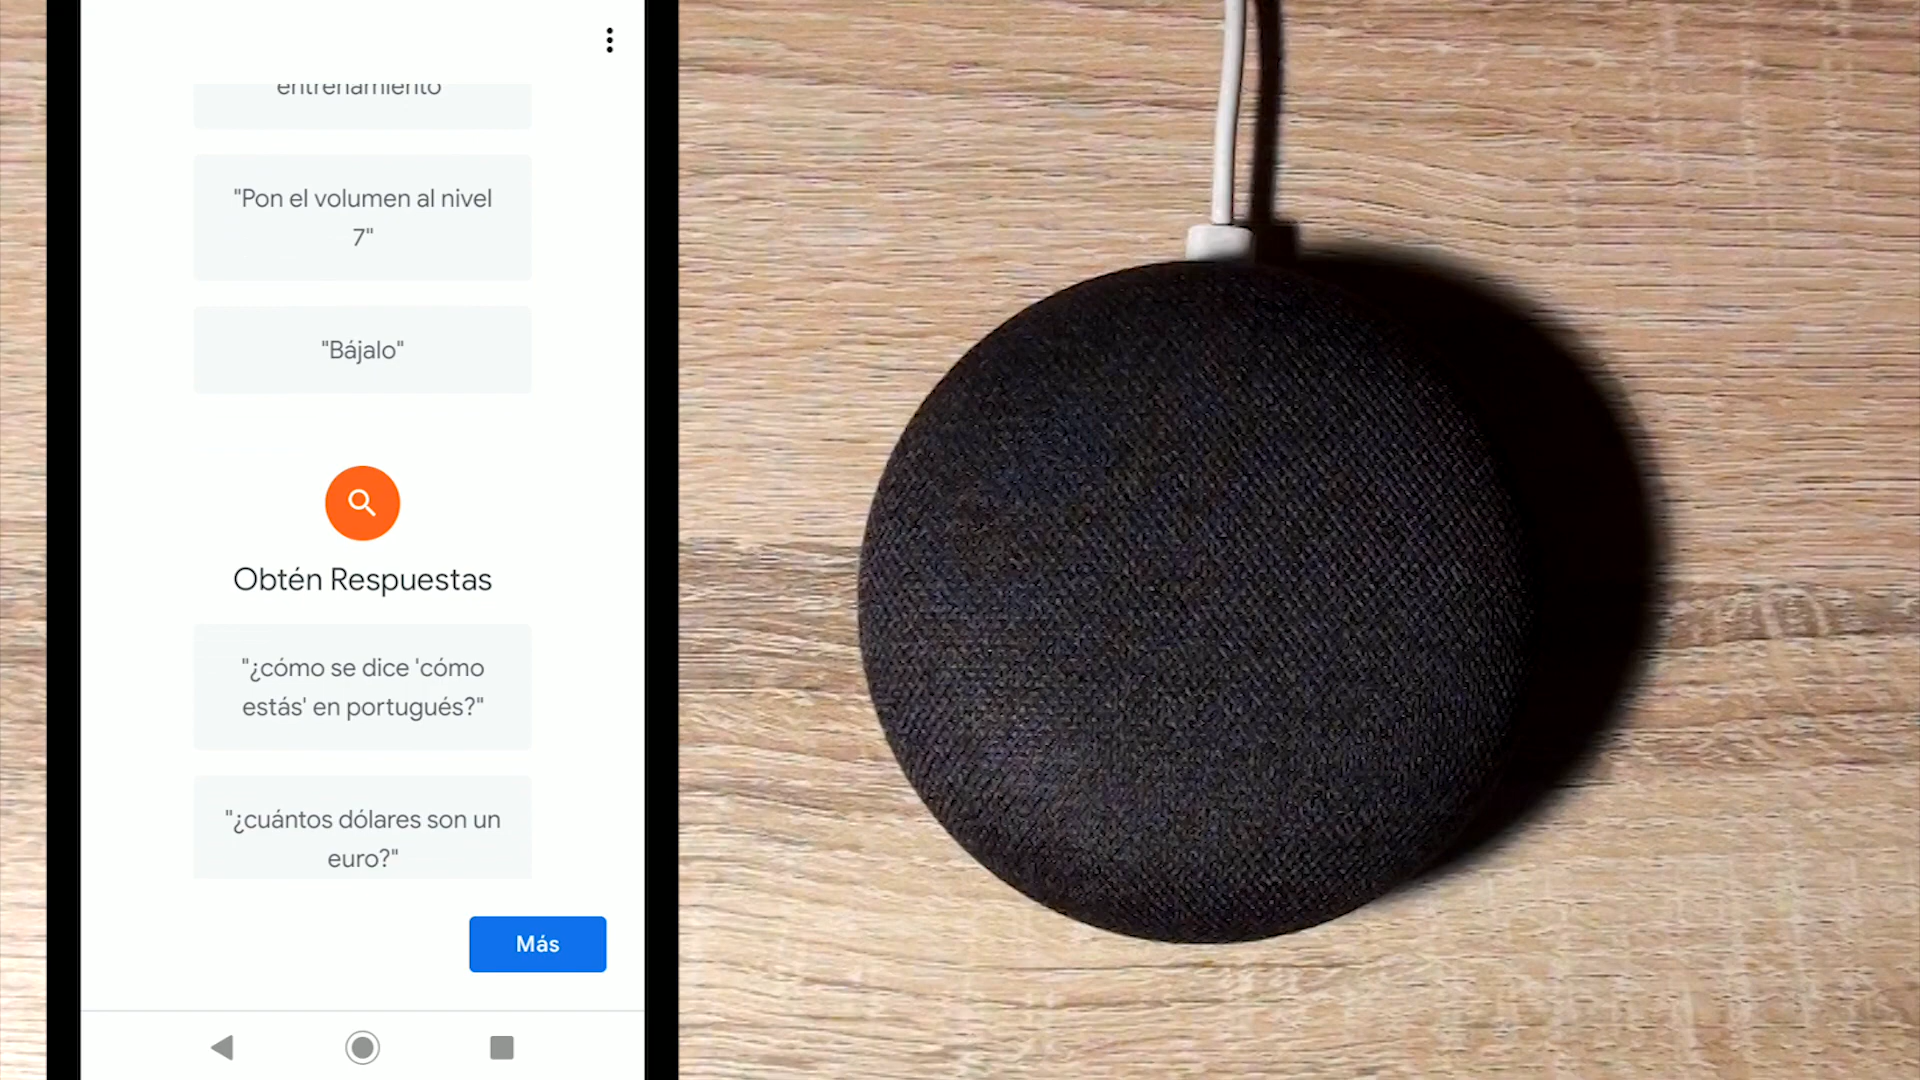 entrenamiento
"Pon el volumen al nivel
7"
"Bájalo"
Obtén Respuestas
"¿cómo se dice 'cómo
estás' en portugués?"
"¿cuántos dólares son un
euro?"
Más